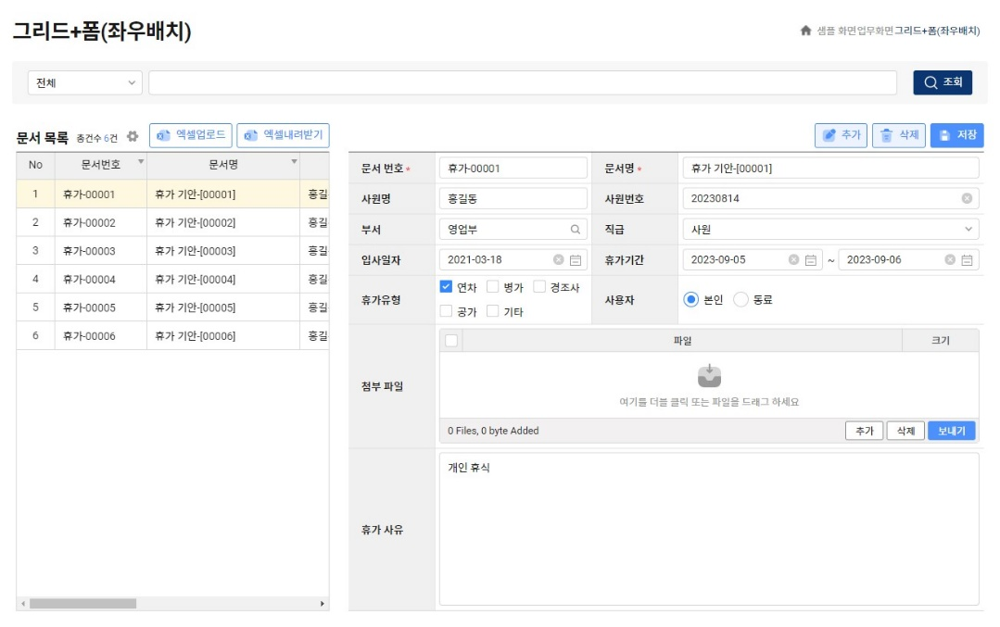 그리드+폼(좌우배치)
샘플 화면업무화면그리드+폼(좌우배치)
전체
조회
문서 목록 총건수 6건 엑셀업로드 엑셀내려받기
추가 삭제 저장
No 문서번호 문서명
1 휴가-00001 휴가 기안-[00001] 홍길
2 휴가-00002 휴가 기안-[00002] 홍길
3 휴가-00003 휴가 기안-[00003] 홍길
4 휴가-00004 휴가 기안-[00004] 홍길
5 휴가-00005 휴가 기안-[00005] 홍길
6 휴가-00006 휴가 기안-[00006] 홍길
문서 번호* 휴가-00001 문서명* 휴가 기안-[00001]
사원명 홍길동 사원번호 20230814
부서 영업부 직급 사원
입사일자 2021-03-18 휴가기간 2023-09-05 ~ 2023-09-06
휴가유형 연차 병가 경조사
공가 기타
사용자 본인 동료
첨부 파일
파일 크기
여기를 더블 클릭 또는 파일을 드래그 하세요
0 Files, 0 byte Added 추가 삭제 보내기
휴가 사유
개인 휴식